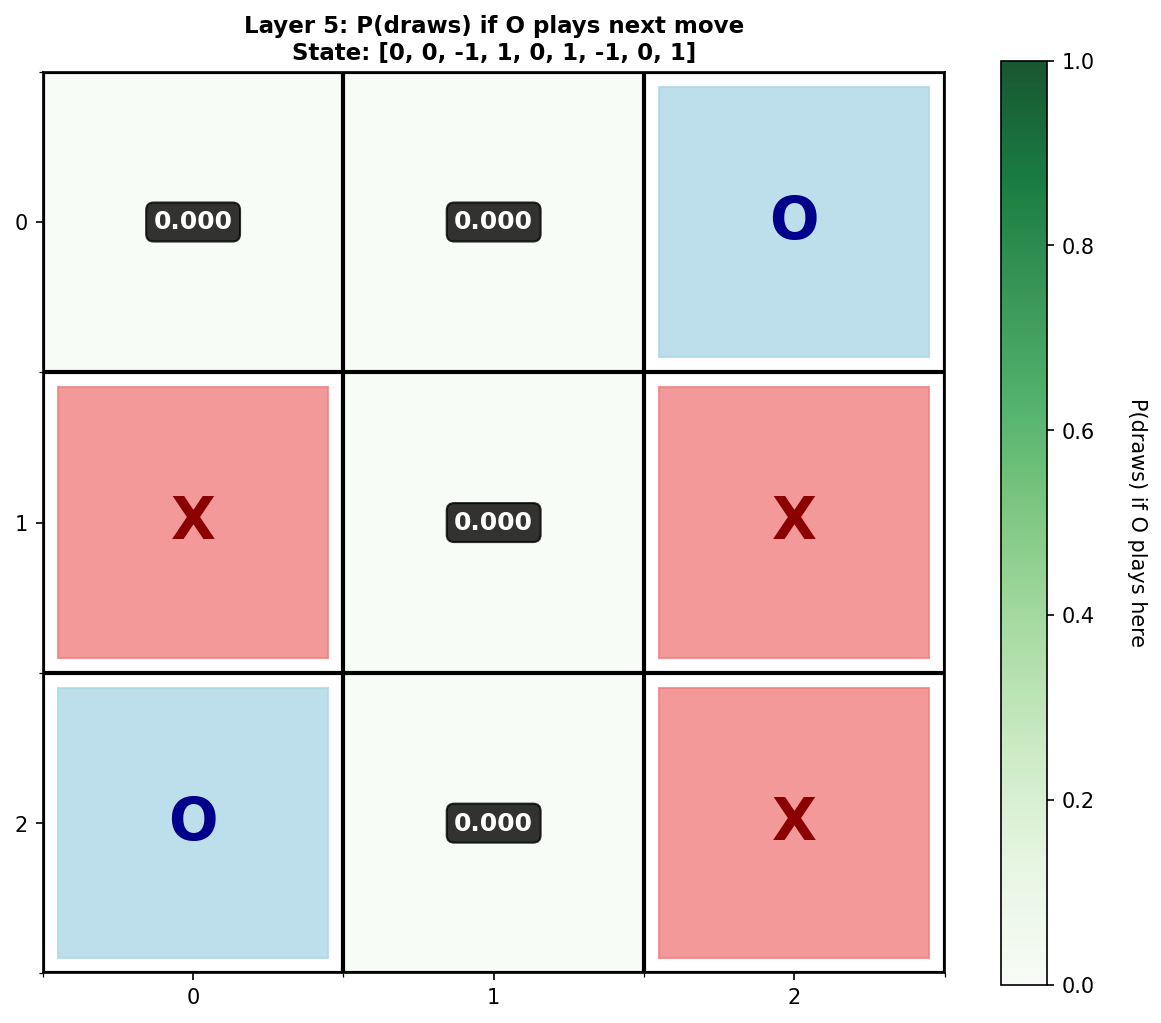 Layer 5: P(draws) if O plays next move
State: [0, 0, -1, 1, 0, 1, -1, 0, 1]
0
0.000
0.000
O
1
X
0.000
X
2
O
0.000
X
0
1
2
1.0
0.8
0.6
0.4
0.2
0.0
P(draws) if O plays here